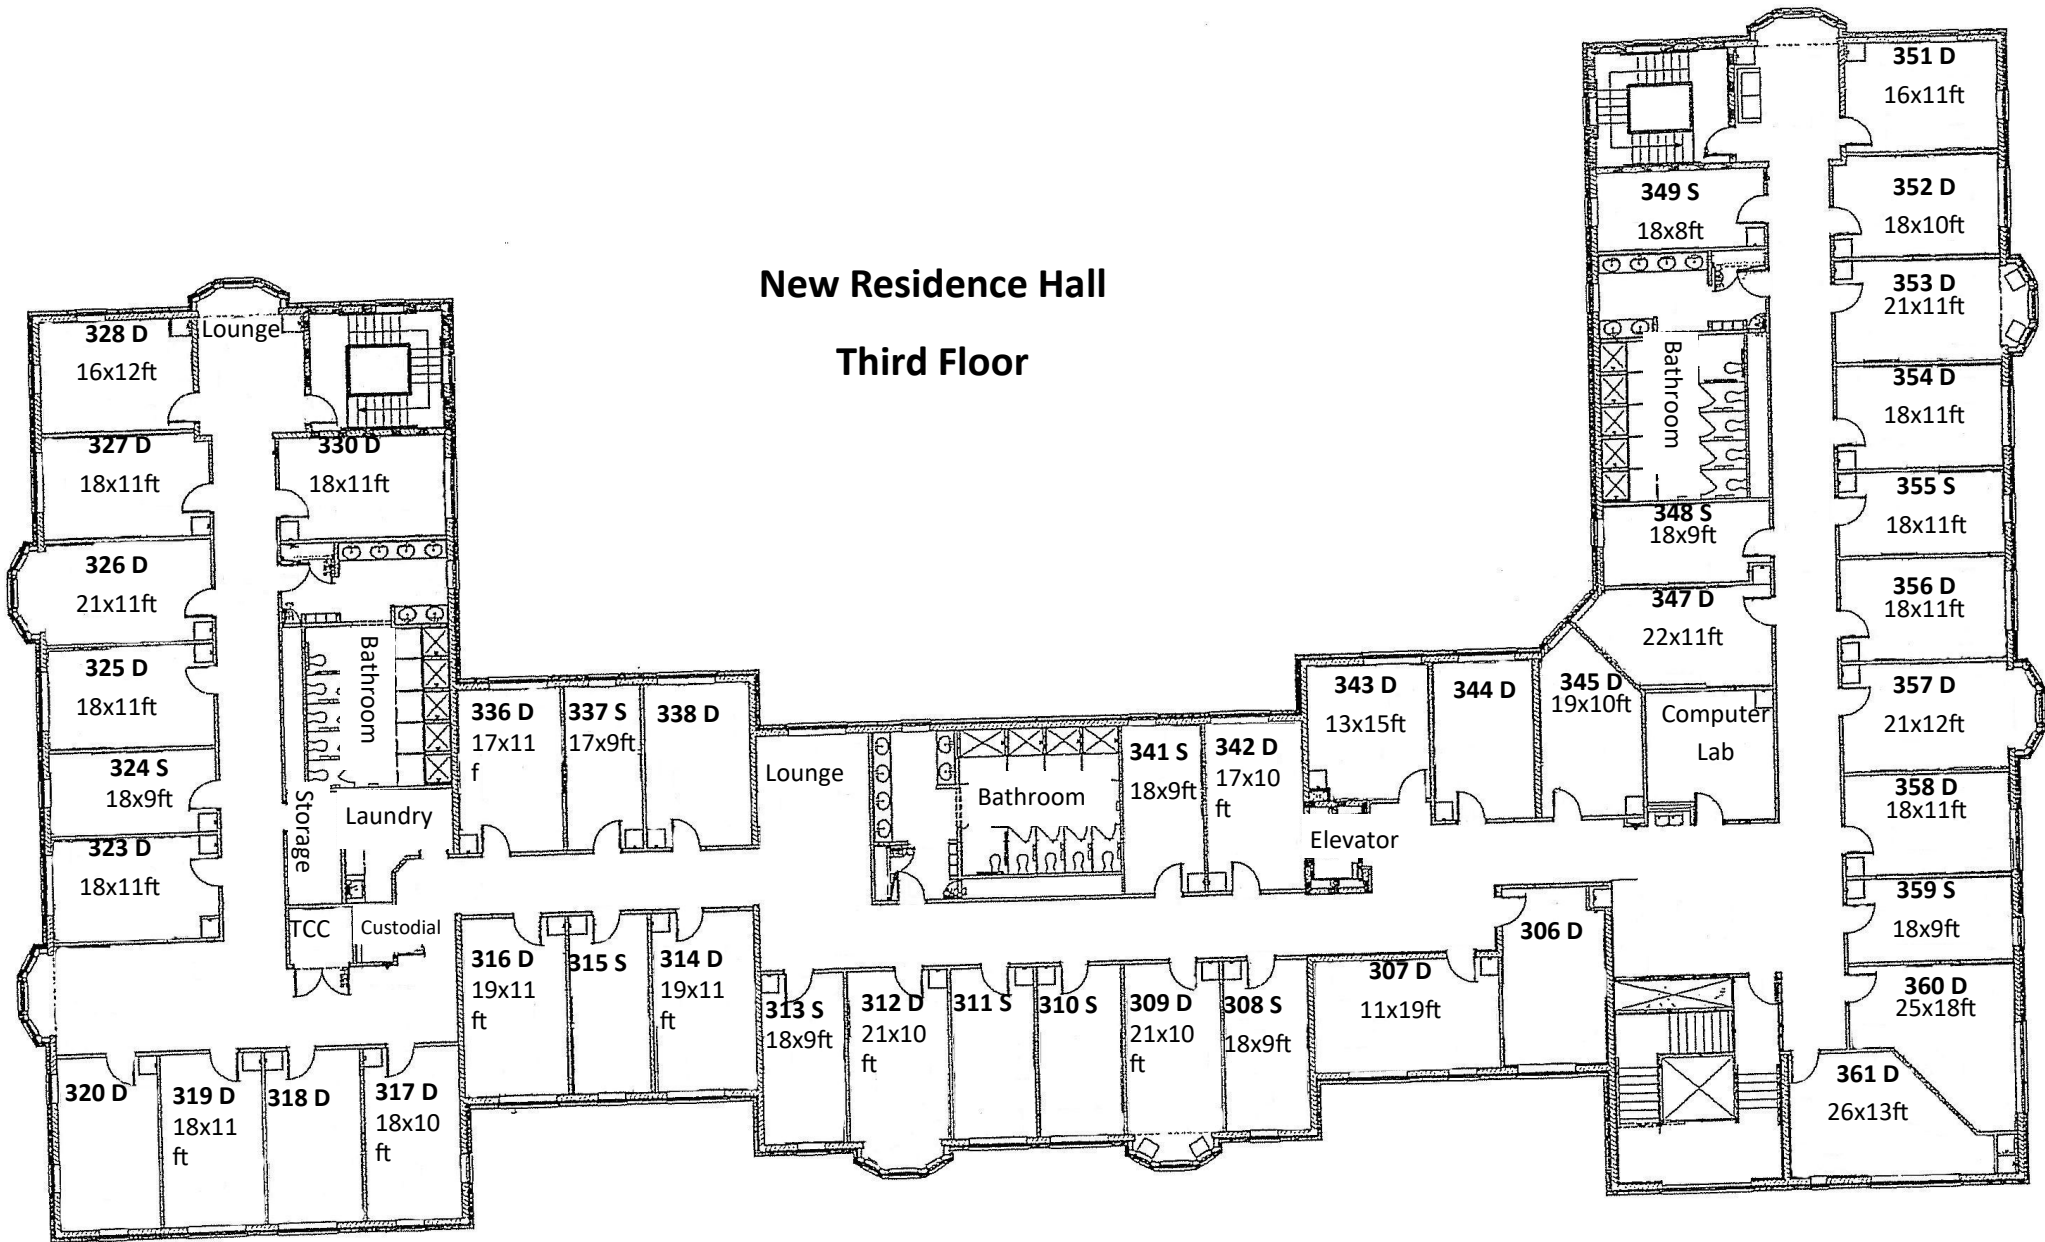 New Residence Hall
Third Floor
328 D
16x12ft
Lounge
327 D
18x11ft
330 D
18x11ft
326 D
21x11ft
325 D
18x11ft
Bathroom
324 S
18x9ft
Storage
Laundry
323 D
18x11ft
TCC
Custodial
320 D
319 D
18x11
ft
318 D
317 D
18x10
ft
336 D
17x11
f
337 S
17x9ft
338 D
316 D
19x11
ft
315 S
314 D
19x11
ft
Lounge
Bathroom
341 S
18x9ft
342 D
17x10
ft
313 S
18x9ft
312 D
21x10
ft
311 S
310 S
309 D
21x10
ft
308 S
18x9ft
343 D
13x15ft
344 D
345 D
19x10ft
Elevator
307 D
11x19ft
306 D
Computer
Lab
347 D
22x11ft
348 S
18x9ft
Bathroom
349 S
18x8ft
351 D
16x11ft
352 D
18x10ft
353 D
21x11ft
354 D
18x11ft
355 S
18x11ft
356 D
18x11ft
357 D
21x12ft
358 D
18x11ft
359 S
18x9ft
360 D
25x18ft
361 D
26x13ft